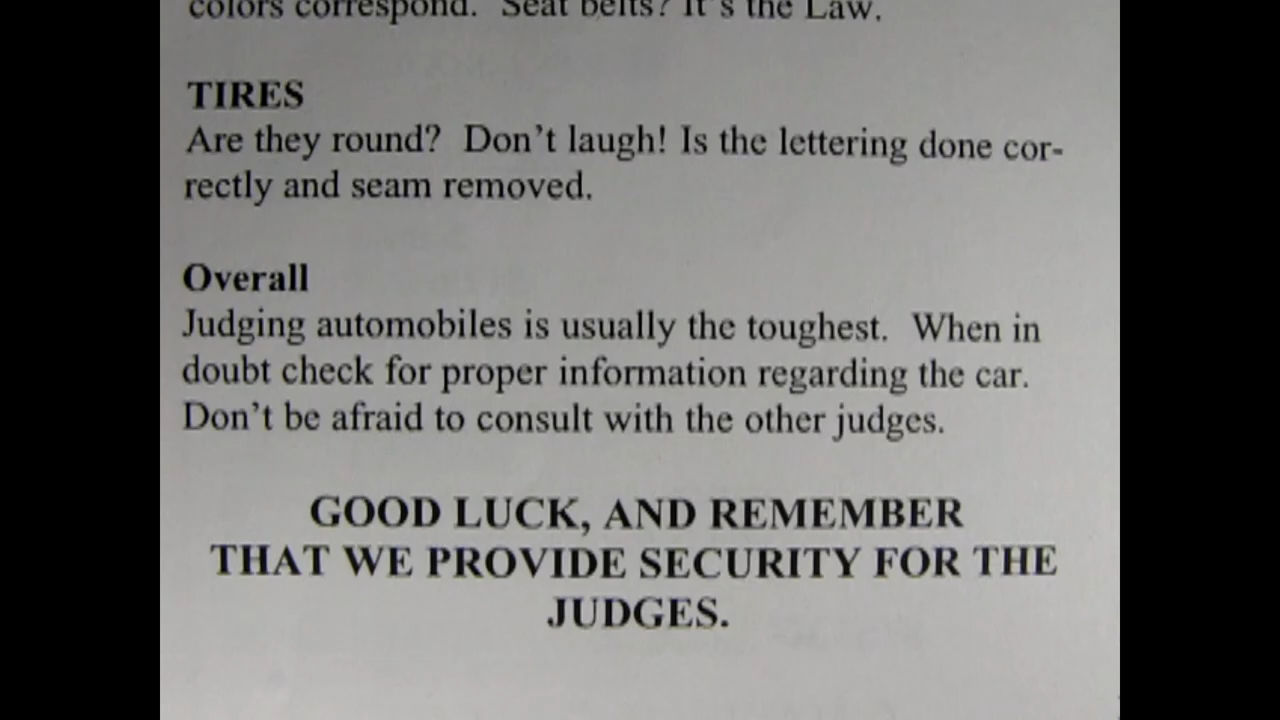 colors correspond.  Seat belts? It's the Law.
TIRES
Are they round?  Don't laugh! Is the lettering done cor-
rectly and seam removed.
Overall
Judging automobiles is usually the toughest.  When in
doubt check for proper information regarding the car.
Don't be afraid to consult with the other judges.
GOOD LUCK, AND REMEMBER
THAT WE PROVIDE SECURITY FOR THE
JUDGES.